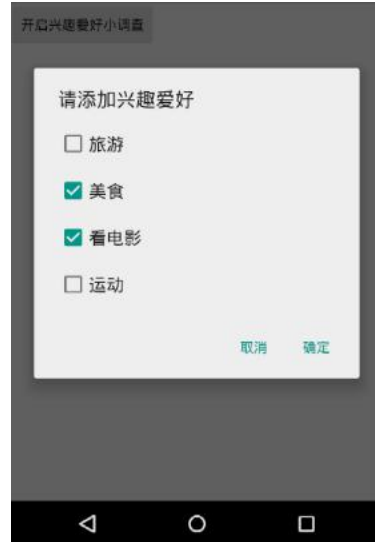 开启兴趣爱好小调查
请添加兴趣爱好
旅游
美食
看电影
运动
取消 确定